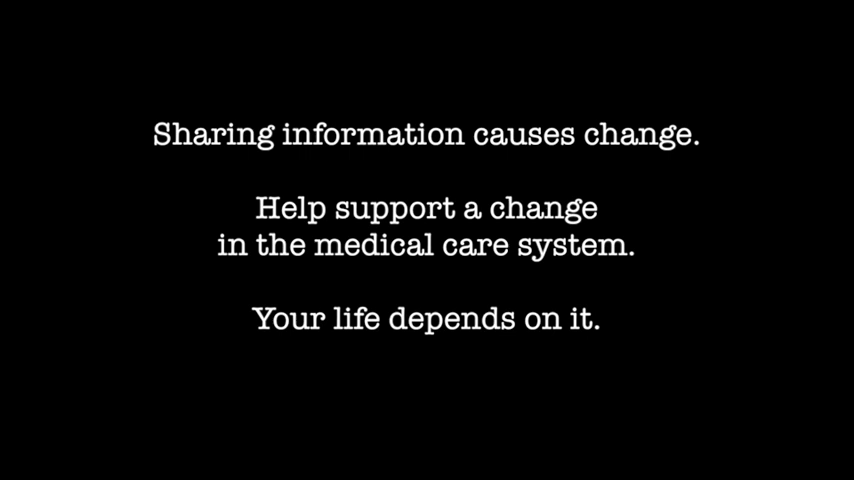 Sharing information causes change.
Help support a change
in the medical care system.
Your life depends on it.